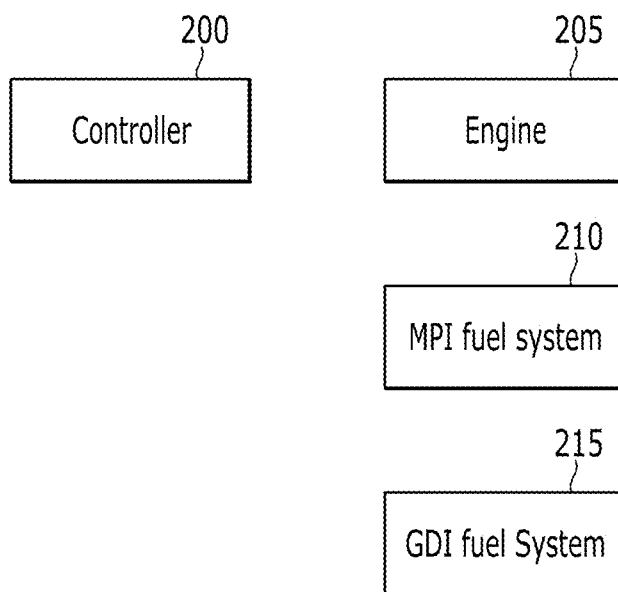 200
Controller
205
Engine
210
MPI fuel system
215
GDI fuel System